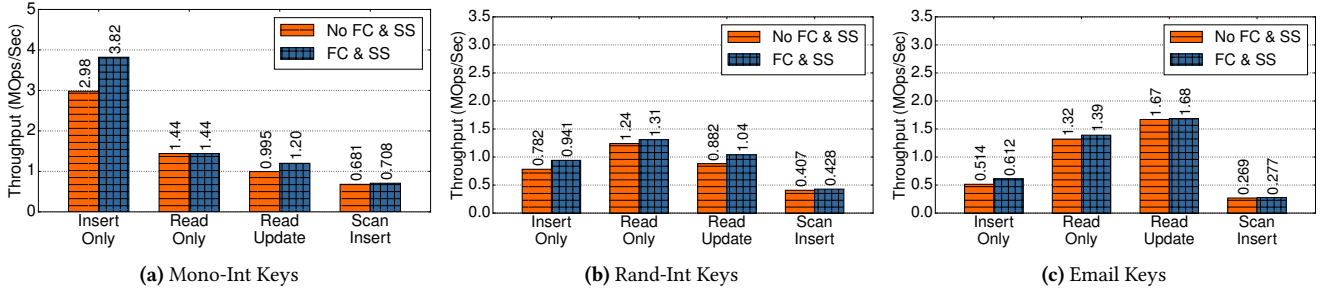 Throughput (MOps/Sec)
5
4
3
2
1
0
No FC & SS
FC & SS
2.98
3.82
1.44
1.44
0.995
1.20
0.681
0.708
Insert
Only
Read
Only
Read
Update
Scan
Insert
(a) Mono-Int Keys
Throughput (MOps/Sec)
3.5
3.0
2.5
2.0
1.5
1.0
0.5
0.0
No FC & SS
FC & SS
0.782
0.941
1.24
1.31
0.882
1.04
0.407
0.428
Insert
Only
Read
Only
Read
Update
Scan
Insert
(b) Rand-Int Keys
Throughput (MOps/Sec)
3.5
3.0
2.5
2.0
1.5
1.0
0.5
0.0
No FC & SS
FC & SS
0.514
0.612
1.32
1.39
1.67
1.68
0.269
0.277
Insert
Only
Read
Only
Read
Update
Scan
Insert
(c) Email Keys